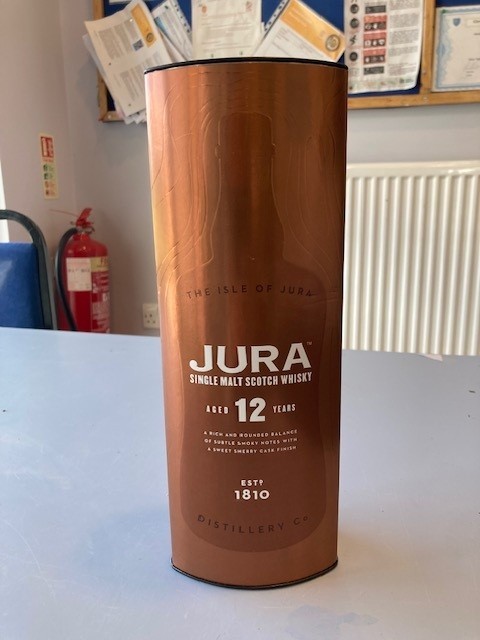 THE ISLE OF JURA
JURA™
SINGLE MALT SCOTCH WHISKY
AGED 12 YEARS
A RICH AND ROUNDED BALANCE
OF SUBTLE SMOKY NOTES WITH
A SWEET SHERRY CASK FINISH
ESTD
1810
DISTILLERY Co